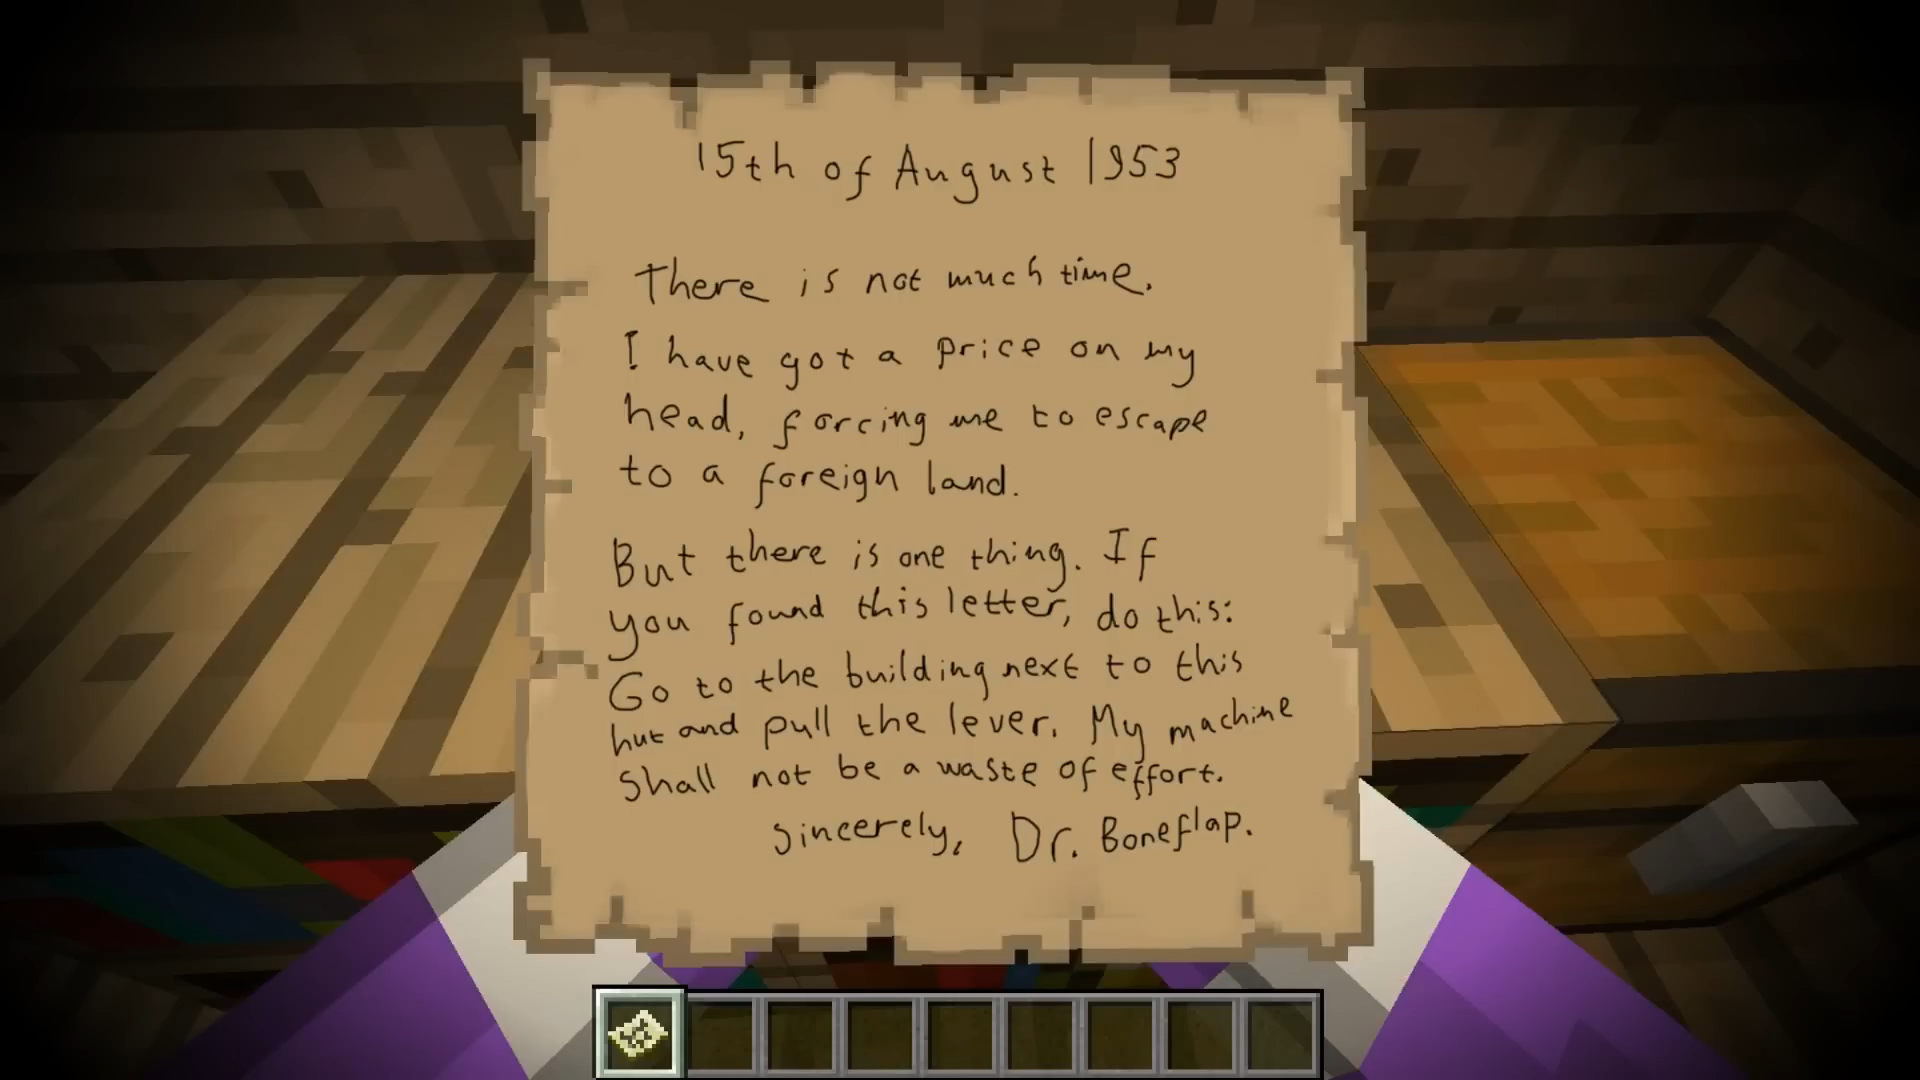 15th of August 1953
There is not much time.
I have got a price on my
head, forcing me to escape
to a foreign land.
But there is one thing. If
you found this letter, do this:
Go to the building next to this
hut and pull the lever. My machine
shall not be a waste of effort.
Sincerely, Dr. Boneflap.